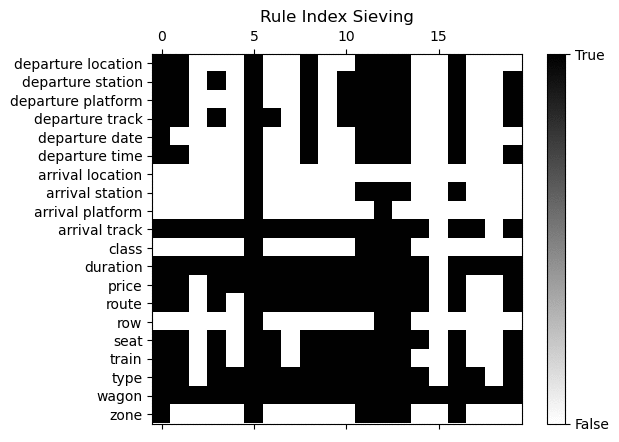 Rule Index Sieving
0 5 10 15
departure location
departure station
departure platform
departure track
departure date
departure time
arrival location
arrival station
arrival platform
arrival track
class
duration
price
route
row
seat
train
type
wagon
zone
True
False